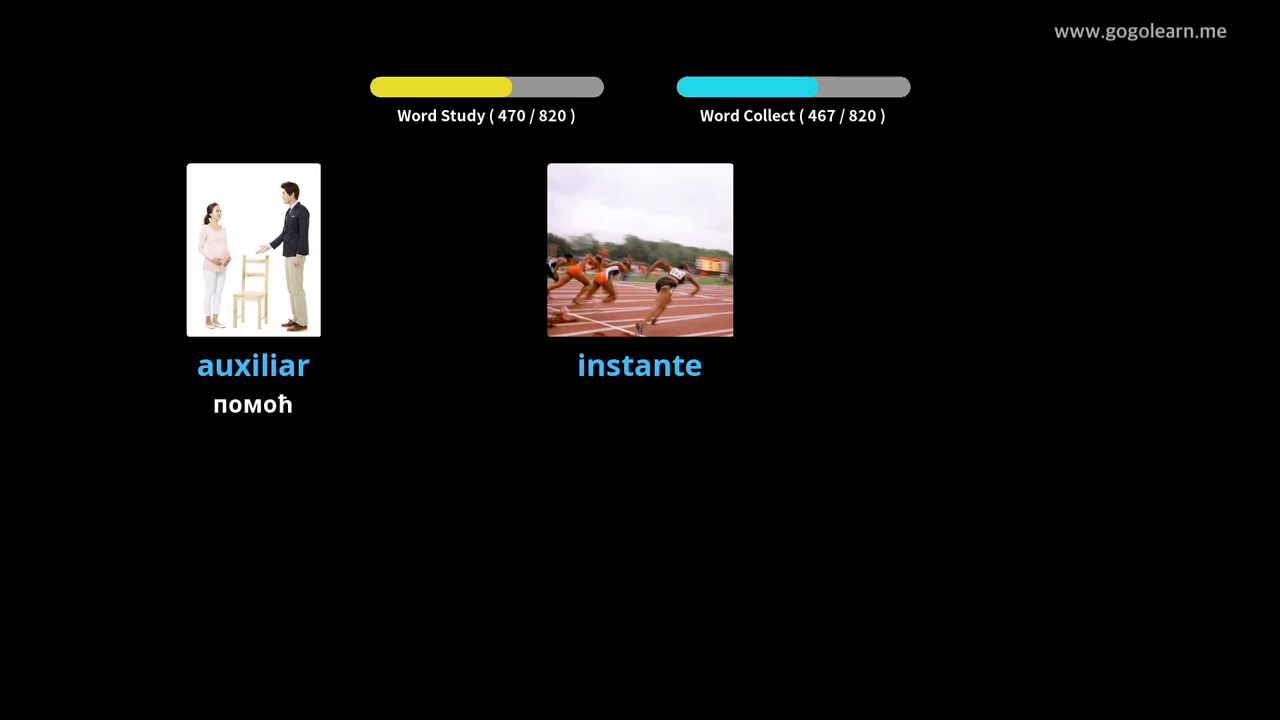 www.gogolearn.me
Word Study ( 470 / 820 )
Word Collect ( 467 / 820 )
auxiliar
instante
помоћ